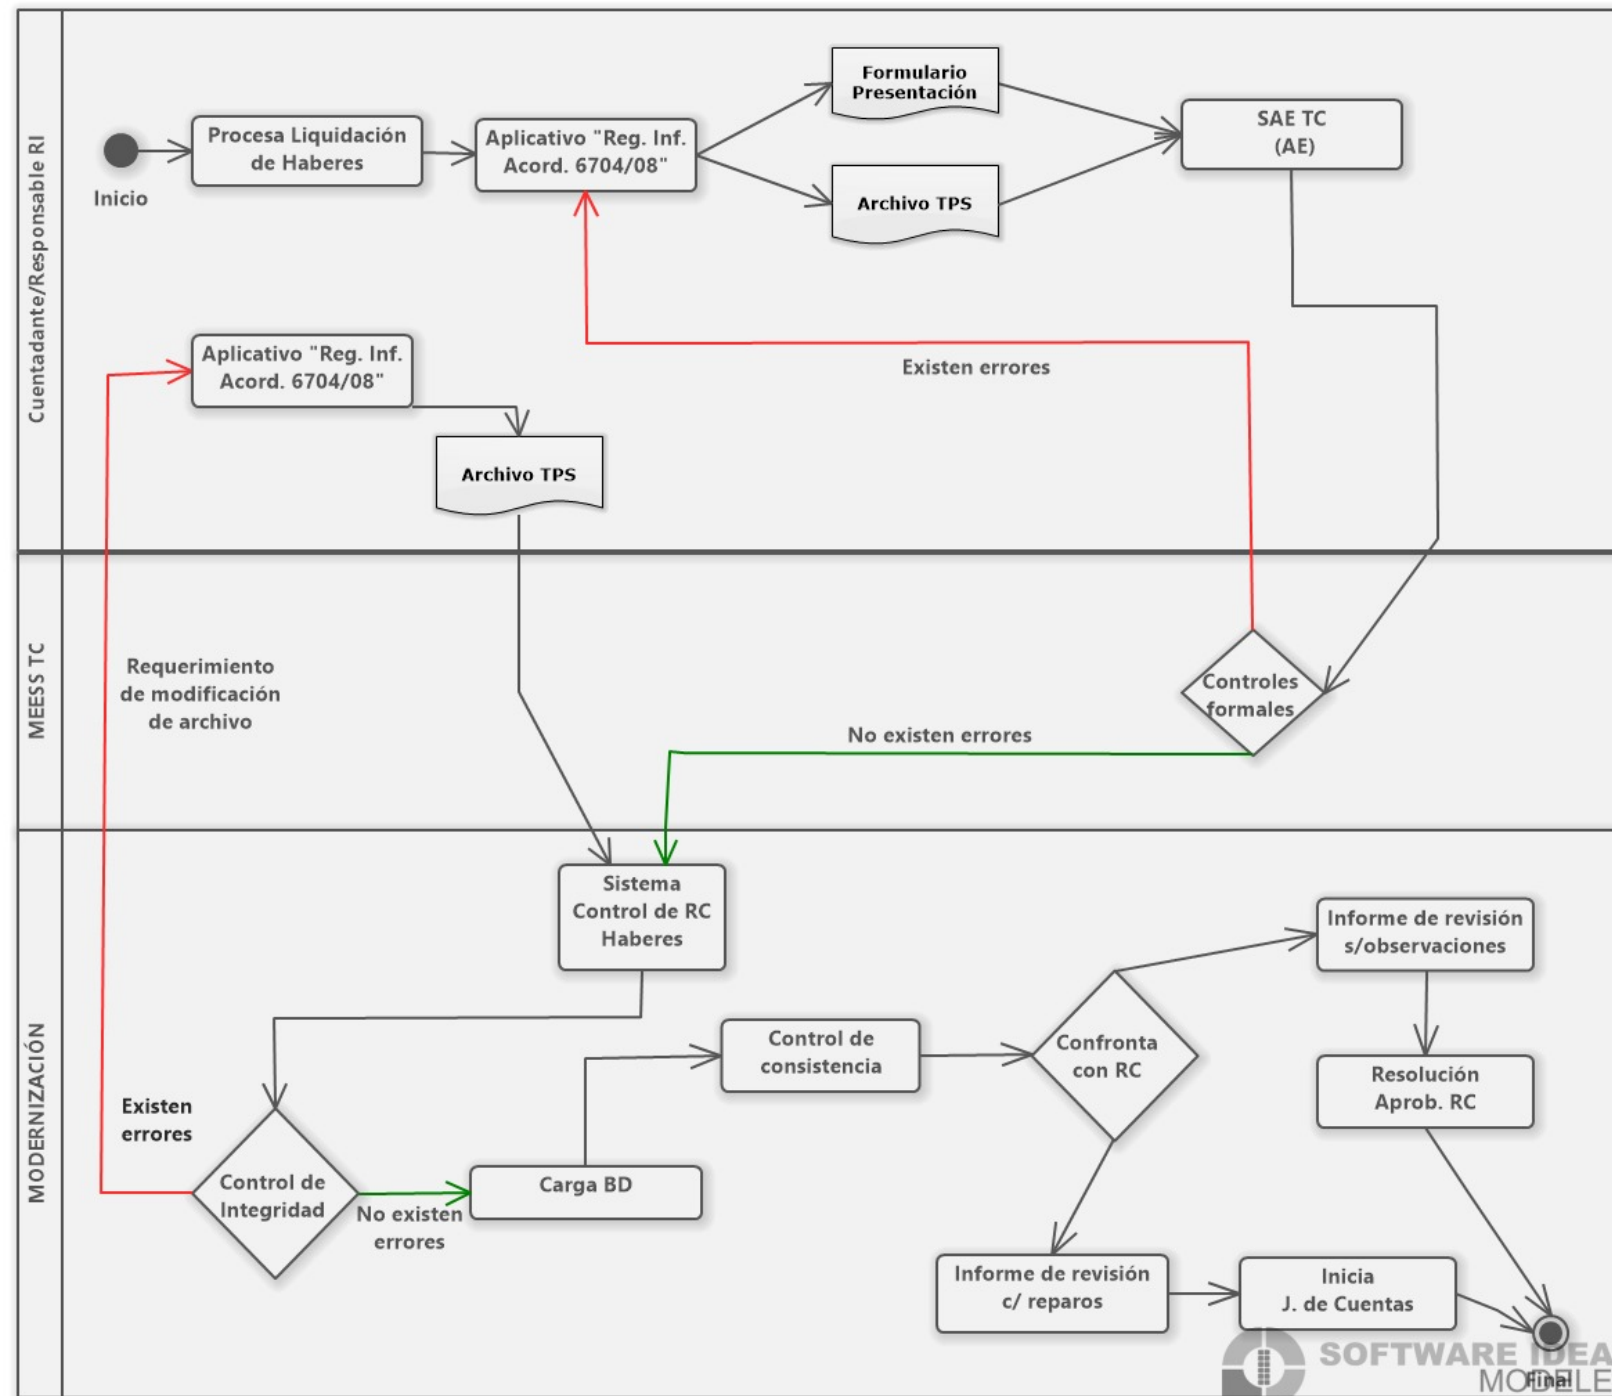 Cuentadante/Responsable RI
Inicio
Procesa Liquidación
de Haberes
Aplicativo "Reg. Inf.
Acord. 6704/08"
Formulario
Presentación
Archivo TPS
SAE TC
(AE)
Existen errores
Aplicativo "Reg. Inf.
Acord. 6704/08"
Archivo TPS
MEESS TC
Requerimiento
de modificación
de archivo
Controles
formales
No existen errores
MODERNIZACIÓN
Sistema
Control de RC
Haberes
Existen
errores
Control de
Integridad
No existen
errores
Carga BD
Control de
consistencia
Confronta
con RC
Informe de revisión
s/observaciones
Resolución
Aprob. RC
Informe de revisión
c/ reparos
Inicia
J. de Cuentas
SOFTWARE IDEA
MODELE
Final